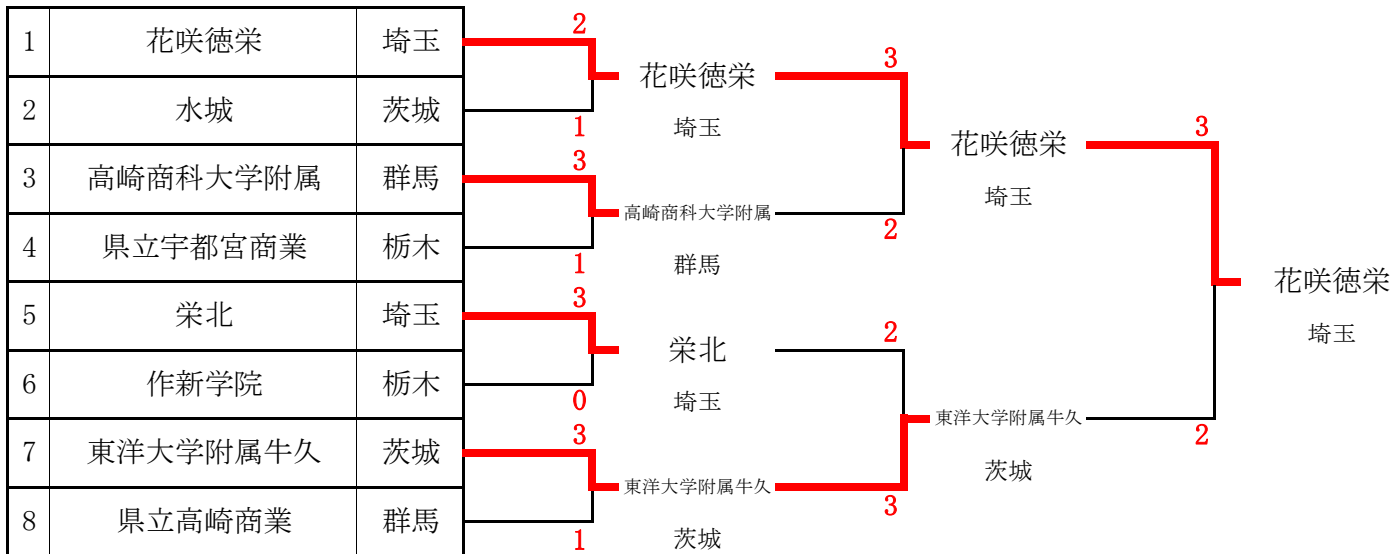 1 花咲徳栄 埼玉
2 水城 茨城
3 高崎商科大学附属 群馬
4 県立宇都宮商業 栃木
5 栄北 埼玉
6 作新学院 栃木
7 東洋大学附属牛久 茨城
8 県立高崎商業 群馬
2
1
3
1
3
0
3
1
花咲徳栄
埼玉
高崎商科大学附属
群馬
栄北
埼玉
東洋大学附属牛久
茨城
3
2
2
3
花咲徳栄
埼玉
東洋大学附属牛久
茨城
3
2
花咲徳栄
埼玉